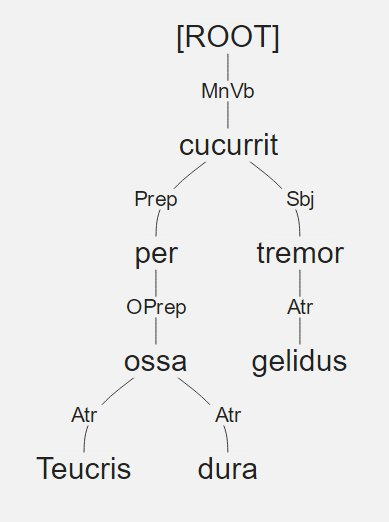 [ROOT]
MnVb
cucurrit
Prep Sbj
per tremor
OPrep Atr
ossa gelidus
Atr Atr
Teucris dura